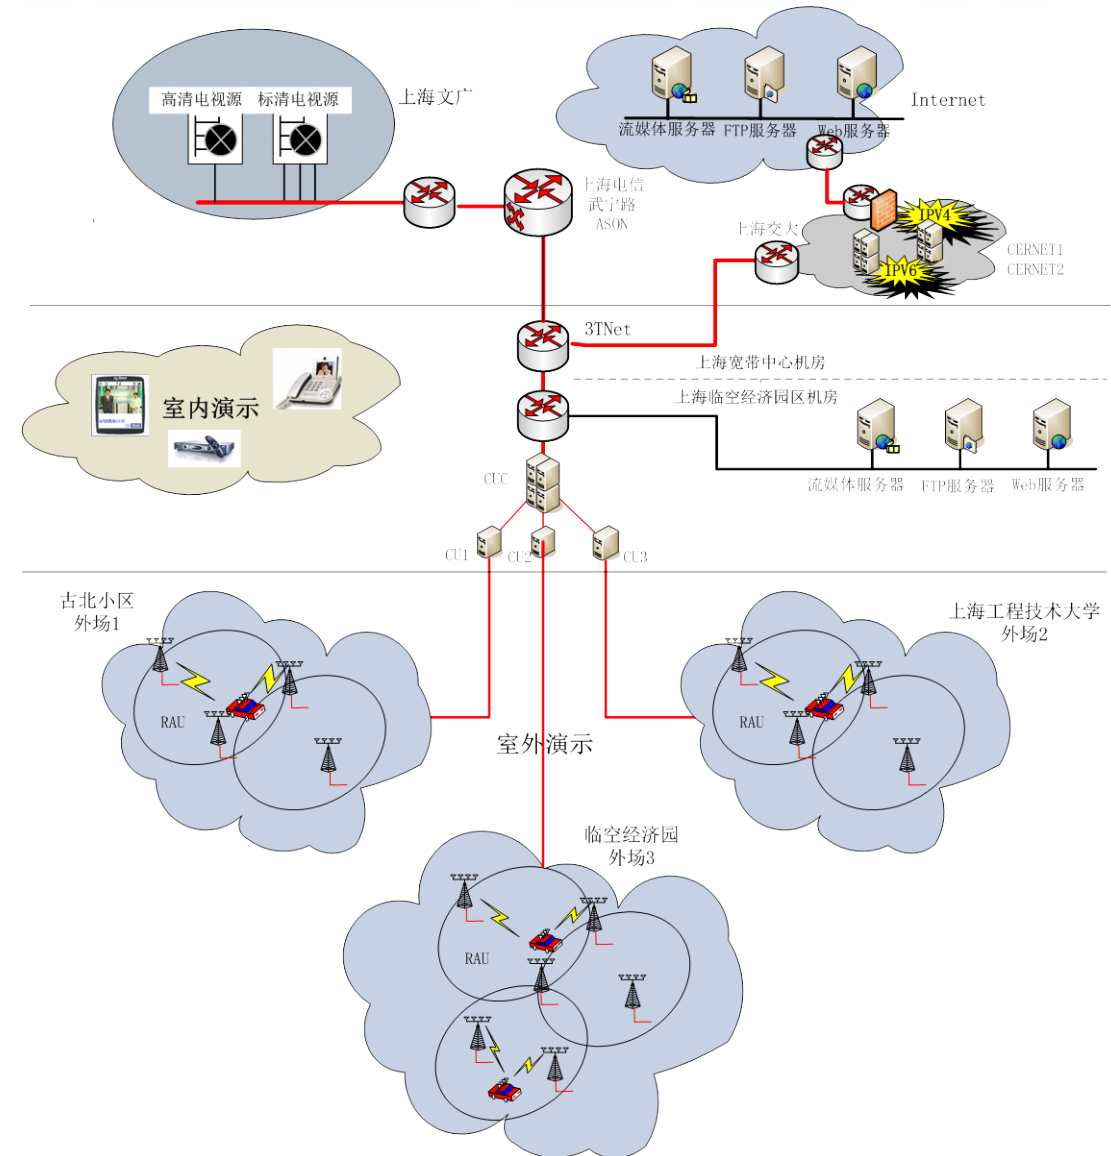 高清电视源
标清电视源
上海文广
Internet
流媒体服务器
FTP服务器
Web服务器
上海电信
武宁路
ASON
上海交大
IPV4
IPV6
CERNET1
CERNET2
3TNet
上海宽带中心机房
上海临空经济园区机房
室内演示
CUC
流媒体服务器
FTP服务器
Web服务器
CU1
CU2
CU3
古北小区
外场1
上海工程技术大学
外场2
RAU
RAU
室外演示
临空经济园
外场3
RAU